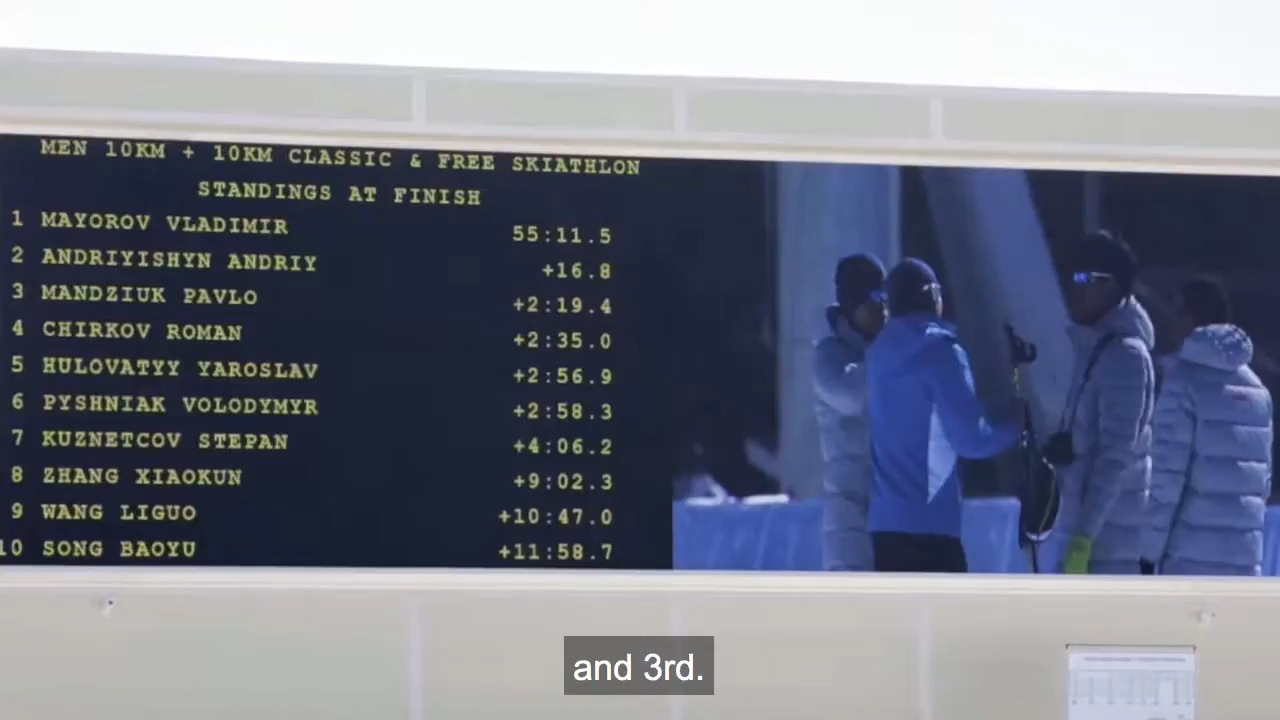 MEN 10KM + 10KM CLASSIC & FREE SKIATHLON
STANDINGS AT FINISH
1 MAYOROV VLADIMIR 55:11.5
2 ANDRIYISHYN ANDRIY +16.8
3 MANDZIUK PAVLO +2:19.4
4 CHIRKOV ROMAN +2:35.0
5 HULOVATYY YAROSLAV +2:56.9
6 PYSHNIAK VOLODYMYR +2:58.3
7 KUZNETCOV STEPAN +4:06.2
8 ZHANG XIAOKUN +9:02.3
9 WANG LIGUO +10:47.0
10 SONG BAOYU +11:58.7
and 3rd.